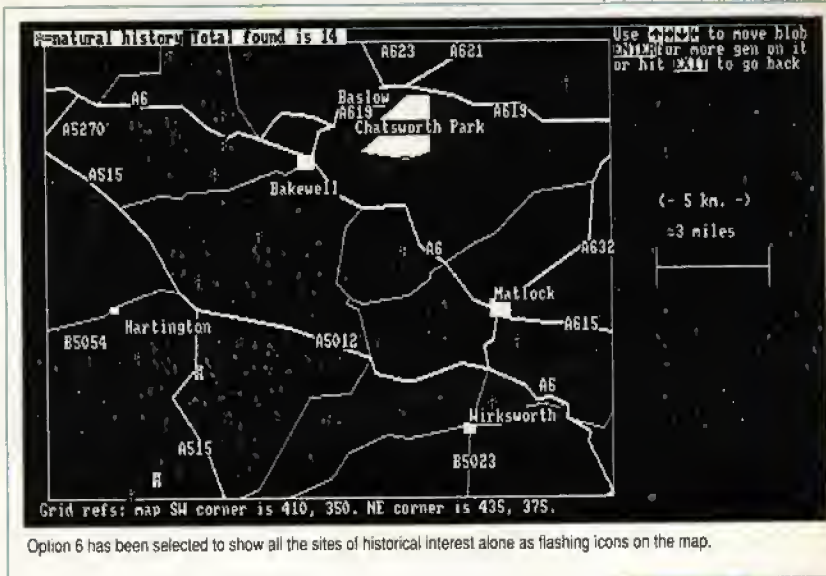 =natural history Total found is 14
Use to move blob
ENTER for more gen on it
or hit EXIT to go back
A623
A621
A6
Baslow
A619
A619
A5270
Chatsworth Park
A515
Bakewell
(- 5 km. -)
A6
A632
=3 miles
Matlock
Hartington
A615
B5054
A5012
A6
Wirksworth
A515
B5023
Grid refs: map SW corner is 410, 350. NE corner is 435, 375.
Option 6 has been selected to show all the sites of historical interest alone as flashing icons on the map.